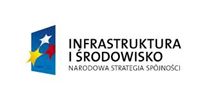 INFRASTRUKTURA
I ŚRODOWISKO
NARODOWA STRATEGIA SPÓJNOŚCI